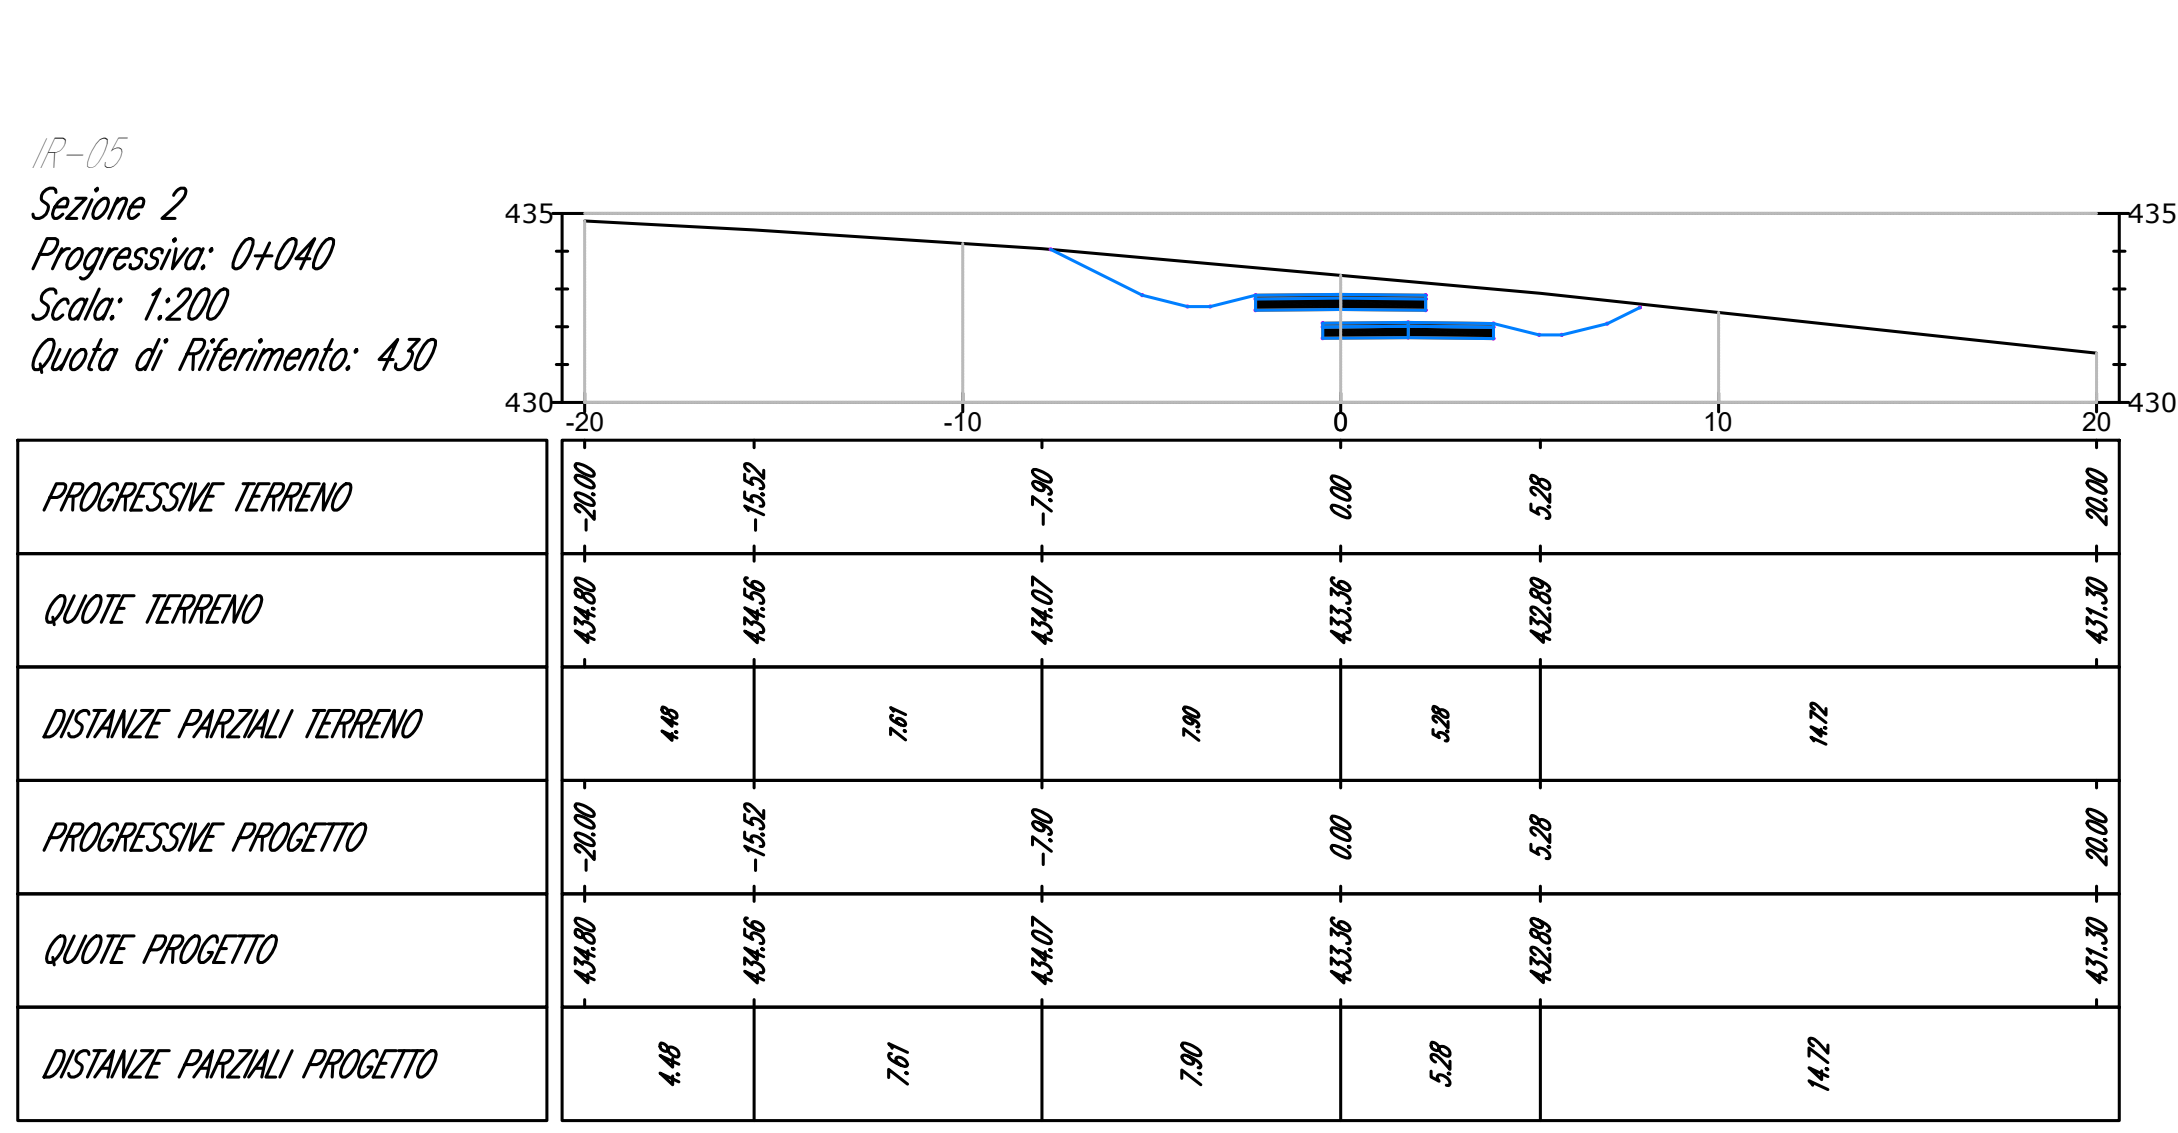 IR-05
Sezione 2
Progressiva: 0+040
Scala: 1:200
Quota di Riferimento: 430
435 435
430 430
-20 -10 0 10 20
PROGRESSIVE TERRENO -20.00 -15.52 -7.90 0.00 5.28 20.00
QUOTE TERRENO 434.80 434.56 434.07 433.36 432.89 431.30
DISTANZE PARZIALI TERRENO 4.48 7.61 7.90 5.28 14.72
PROGRESSIVE PROGETTO -20.00 -15.52 -7.90 0.00 5.28 20.00
QUOTE PROGETTO 434.80 434.56 434.07 433.36 432.89 431.30
DISTANZE PARZIALI PROGETTO 4.48 7.61 7.90 5.28 14.72